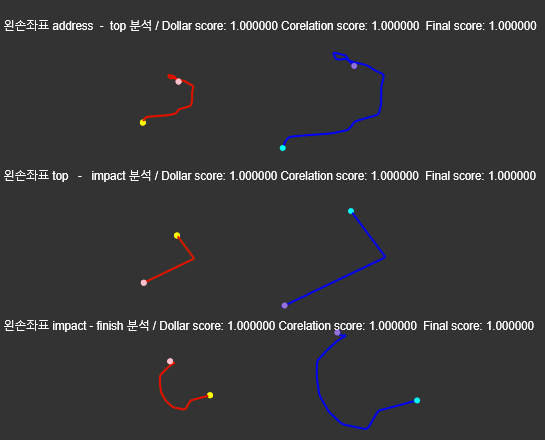 왼손좌표 address - top 분석 / Dollar score: 1.000000 Corelation score: 1.000000 Final score: 1.000000
왼손좌표 top - impact 분석 / Dollar score: 1.000000 Corelation score: 1.000000 Final score: 1.000000
왼손좌표 impact - finish 분석 / Dollar score: 1.000000 Corelation score: 1.000000 Final score: 1.000000